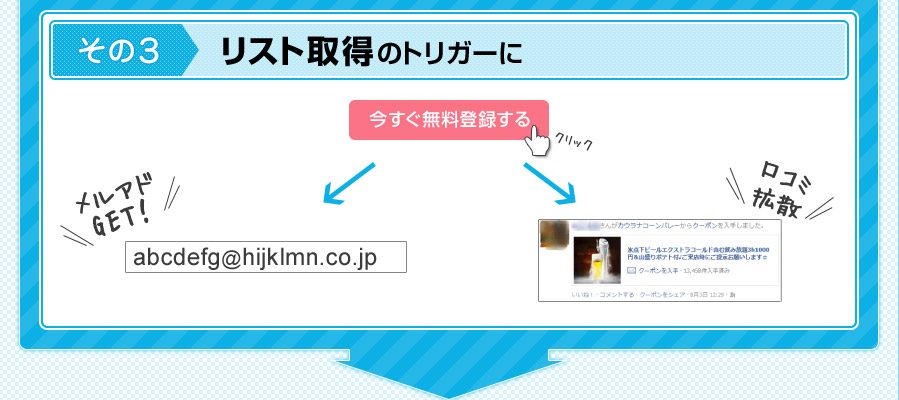 その3 リスト取得のトリガーに
今すぐ無料登録する
クリック
メルアド
GET!
口コミ
拡散
abcdefg@hijklmn.co.jp
さんがカウラナコーンバレーからクーポンを入手しました。
氷点下ビールエクストラコールド含む飲み放題3h1000
円&山盛りポテト付♪ご来店時にご提示お願いします☆
クーポンを入手・13,458件入手済み
いいね！・コメントする・クーポンをシェア・6月3日 12:29・